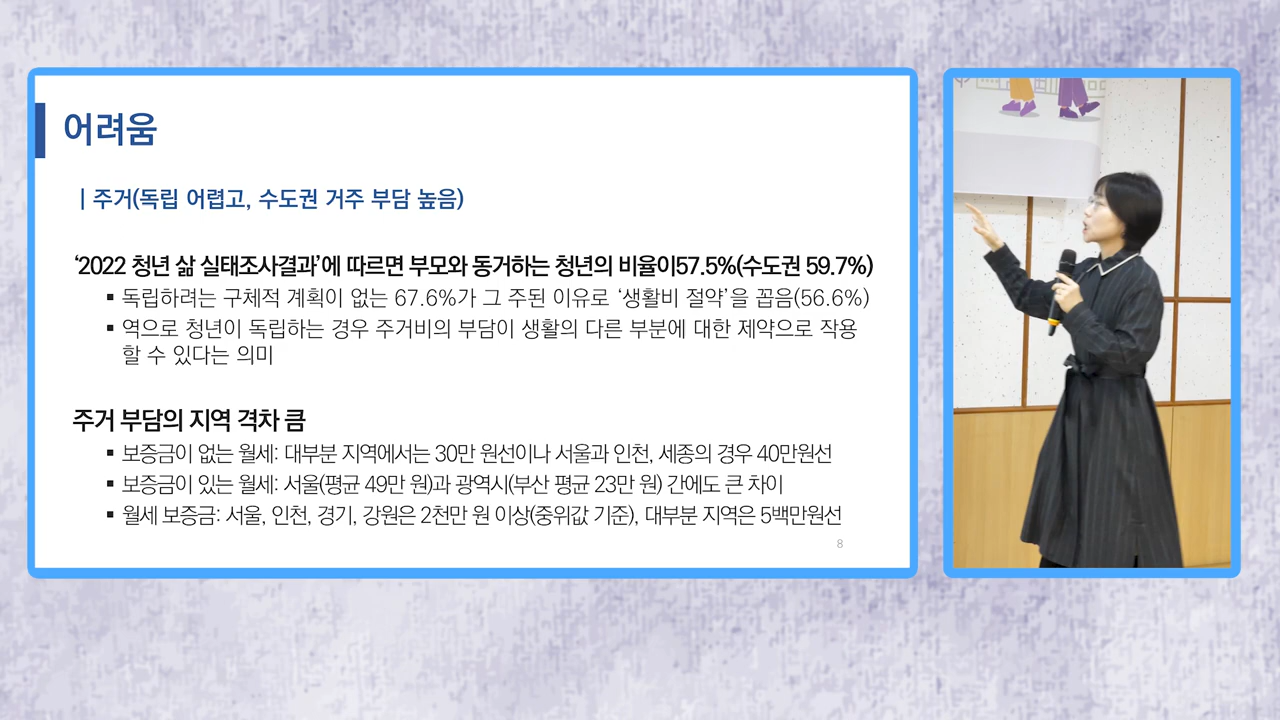 어려움
| 주거(독립 어렵고, 수도권 거주 부담 높음)
‘2022 청년 삶 실태조사결과’에 따르면 부모와 동거하는 청년의 비율이57.5%(수도권 59.7%)
▪ 독립하려는 구체적 계획이 없는 67.6%가 그 주된 이유로 ‘생활비 절약’을 꼽음(56.6%)
▪ 역으로 청년이 독립하는 경우 주거비의 부담이 생활의 다른 부분에 대한 제약으로 작용
할 수 있다는 의미
주거 부담의 지역 격차 큼
▪ 보증금이 없는 월세: 대부분 지역에서는 30만 원선이나 서울과 인천, 세종의 경우 40만원선
▪ 보증금이 있는 월세: 서울(평균 49만 원)과 광역시(부산 평균 23만 원) 간에도 큰 차이
▪ 월세 보증금: 서울, 인천, 경기, 강원은 2천만 원 이상(중위값 기준), 대부분 지역은 5백만원선
8